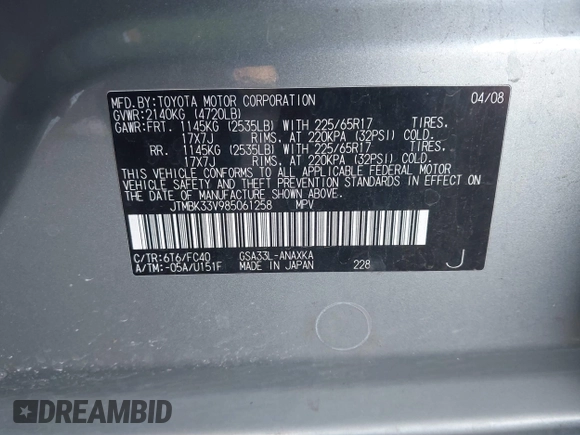 MFD. BY: TOYOTA MOTOR CORPORATION 04/08
GVWR: 2140KG (4720LB)
GAWR: FRT. 1145KG (2535LB) WITH 225/65R17 TIRES.
17X7J RIMS. AT 220KPA (32PSI) COLD.
RR. 1145KG (2535LB) WITH 225/65R17 TIRES.
17X7J RIMS. AT 220KPA (32PSI) COLD.
THIS VEHICLE CONFORMS TO ALL APPLICABLE FEDERAL MOTOR
VEHICLE SAFETY AND THEFT PREVENTION STANDARDS IN EFFECT ON
THE DATE OF MANUFACTURE SHOWN ABOVE.
JTMBK33V985061258 MPV
C/TR: 6T6/FC40 GSA33L-ANAXKA
A/TM: -05A/U151F MADE IN JAPAN 228 J
DREAMBID